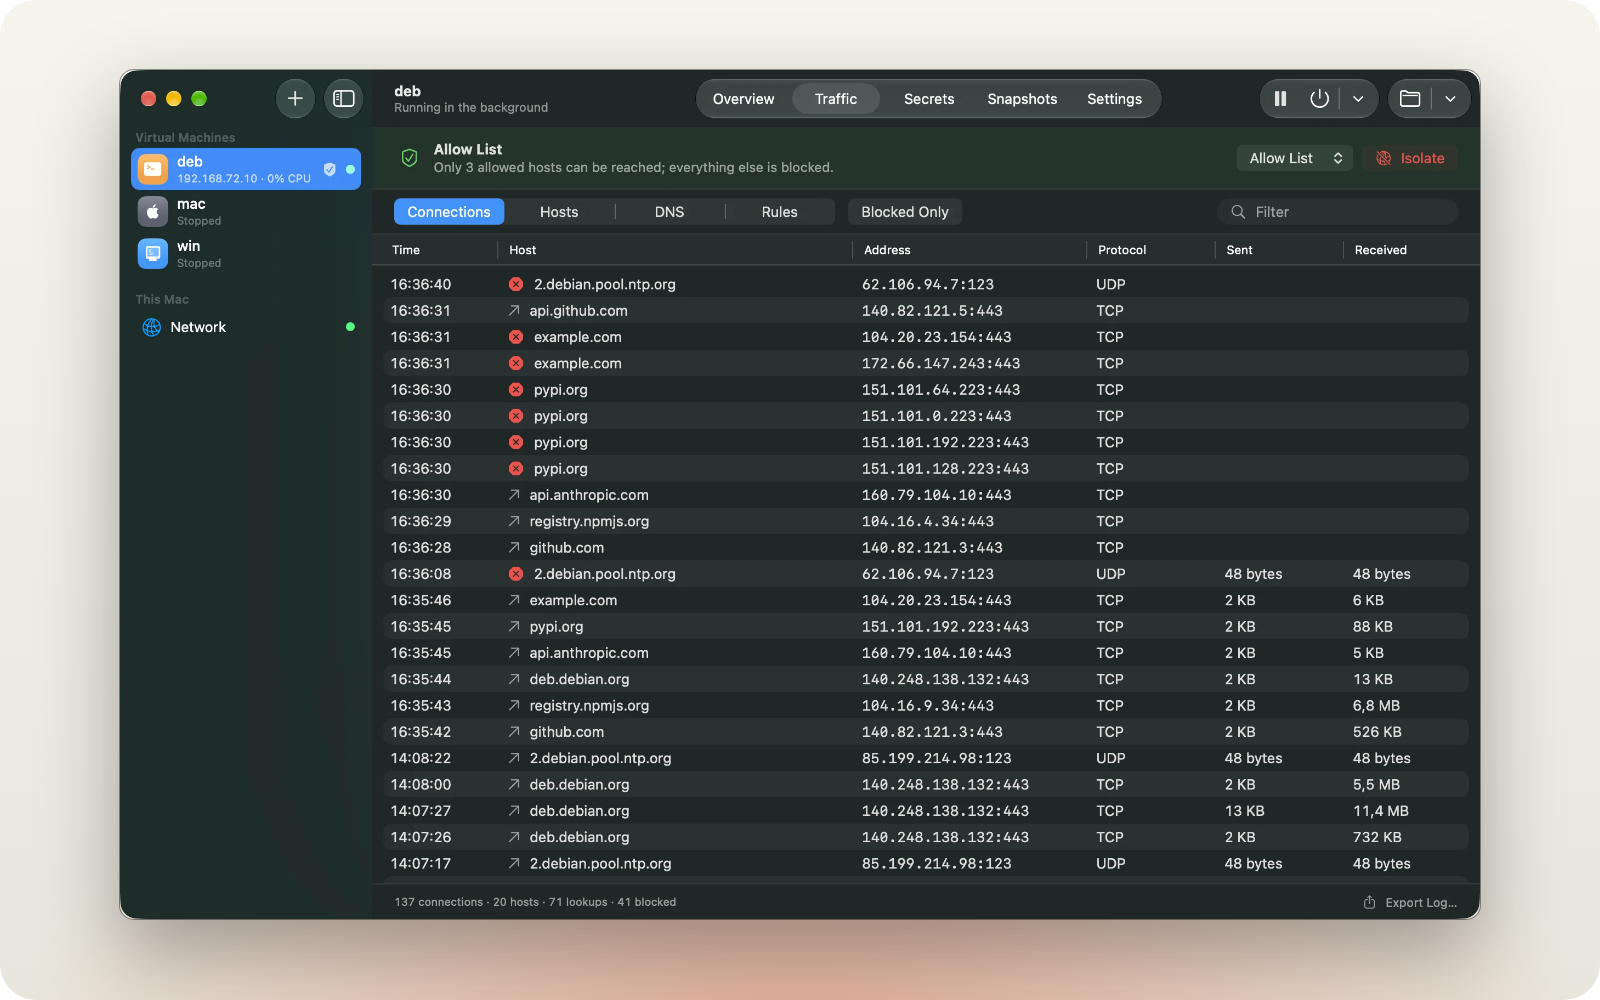 deb
Running in the background
Overview Traffic Secrets Snapshots Settings
Virtual Machines
deb
192.168.72.10 · 0% CPU
mac
Stopped
win
Stopped
This Mac
Network
Allow List
Only 3 allowed hosts can be reached; everything else is blocked.
Allow List Isolate
Connections Hosts DNS Rules Blocked Only Filter
Time Host Address Protocol Sent Received
16:36:40 2.debian.pool.ntp.org 62.106.94.7:123 UDP
16:36:31 api.github.com 140.82.121.5:443 TCP
16:36:31 example.com 104.20.23.154:443 TCP
16:36:31 example.com 172.66.147.243:443 TCP
16:36:30 pypi.org 151.101.64.223:443 TCP
16:36:30 pypi.org 151.101.0.223:443 TCP
16:36:30 pypi.org 151.101.192.223:443 TCP
16:36:30 pypi.org 151.101.128.223:443 TCP
16:36:30 api.anthropic.com 160.79.104.10:443 TCP
16:36:29 registry.npmjs.org 104.16.4.34:443 TCP
16:36:28 github.com 140.82.121.3:443 TCP
16:36:08 2.debian.pool.ntp.org 62.106.94.7:123 UDP 48 bytes 48 bytes
16:35:46 example.com 104.20.23.154:443 TCP 2 KB 6 KB
16:35:45 pypi.org 151.101.192.223:443 TCP 2 KB 88 KB
16:35:45 api.anthropic.com 160.79.104.10:443 TCP 2 KB 5 KB
16:35:44 deb.debian.org 140.248.138.132:443 TCP 2 KB 13 KB
16:35:43 registry.npmjs.org 104.16.9.34:443 TCP 2 KB 6,8 MB
16:35:42 github.com 140.82.121.3:443 TCP 2 KB 526 KB
14:08:22 2.debian.pool.ntp.org 85.199.214.98:123 UDP 48 bytes 48 bytes
14:08:00 deb.debian.org 140.248.138.132:443 TCP 2 KB 5,5 MB
14:07:27 deb.debian.org 140.248.138.132:443 TCP 13 KB 11,4 MB
14:07:26 deb.debian.org 140.248.138.132:443 TCP 2 KB 732 KB
14:07:17 2.debian.pool.ntp.org 85.199.214.98:123 UDP 48 bytes 48 bytes
137 connections · 20 hosts · 71 lookups · 41 blocked
Export Log...